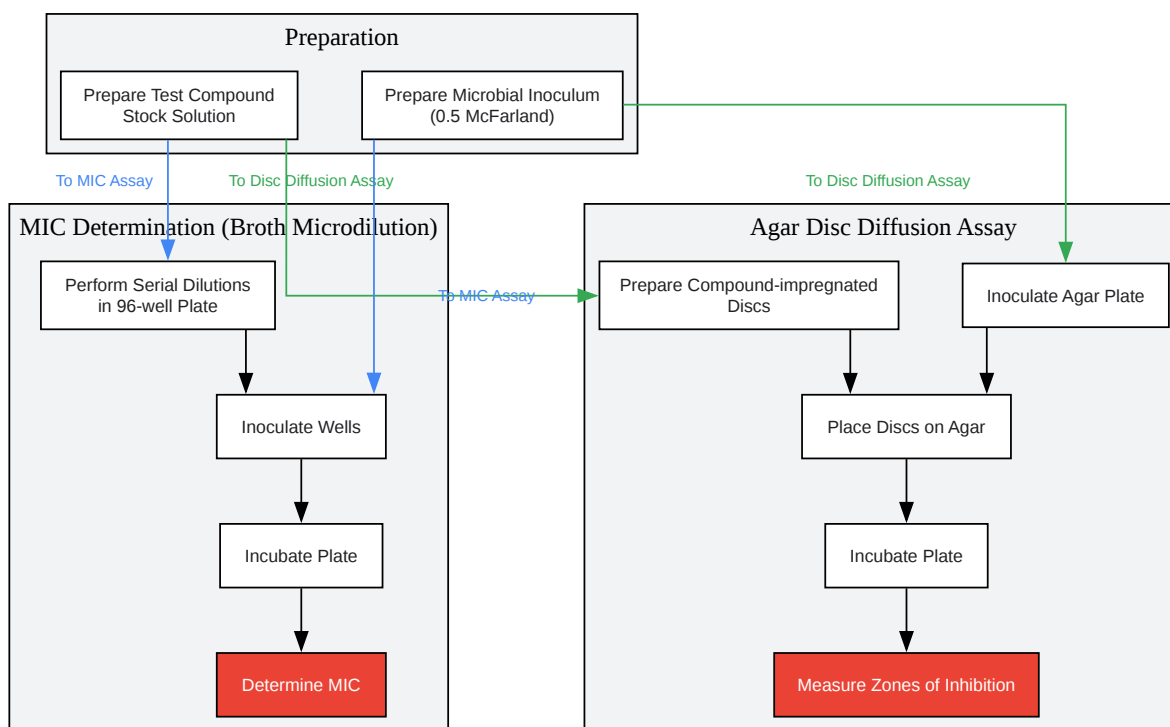 Preparation
Prepare Test Compound
Stock Solution
Prepare Microbial Inoculum
(0.5 McFarland)
To MIC Assay
To Disc Diffusion Assay
To Disc Diffusion Assay
MIC Determination (Broth Microdilution)
Agar Disc Diffusion Assay
Perform Serial Dilutions
in 96-well Plate
To MIC Assay
Prepare Compound-impregnated
Discs
Inoculate Agar Plate
Inoculate Wells
Place Discs on Agar
Incubate Plate
Incubate Plate
Determine MIC
Measure Zones of Inhibition